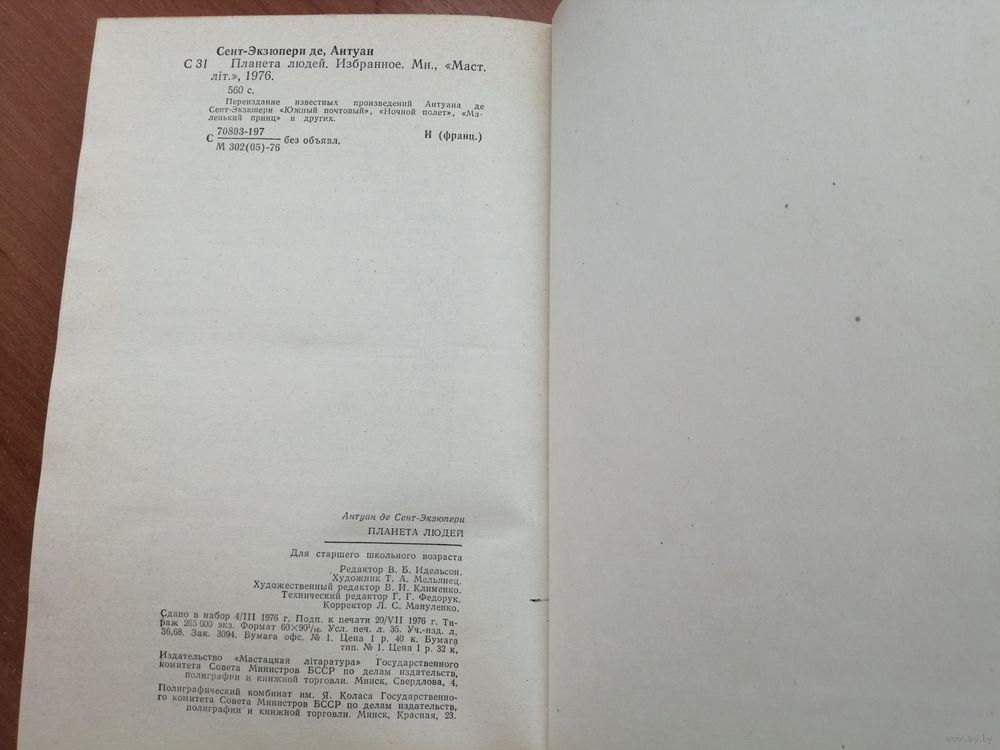 Сент-Экзюпери де, Антуан
С 31 Планета людей. Избранное. Мн., «Маст.
літ.», 1976.
560 с.
Переиздание известных произведений Антуана де
Сент-Экзюпери «Южный почтовый», «Ночной полет», «Ма-
ленький принц» и других.
С 70803-197 без объявл. И (франц.)
М 302(05)-76
Антуан де Сент-Экзюпери
ПЛАНЕТА ЛЮДЕЙ
Для старшего школьного возраста
Редактор В. Б. Идельсон.
Художник Т. А. Мельянец.
Художественный редактор В. И. Клименко.
Технический редактор Г. Г. Федорук.
Корректор Л. С. Мануленко.
Сдано в набор 4/III 1976 г. Подп. к печати 20/VII 1976 г. Ти-
раж 265 000 экз. Формат 60×90¹/₁₆. Усл. печ. л. 35. Уч.-изд. л.
36,68. Зак. 3094. Бумага офс. № 1. Цена 1 р. 40 к. Бумага
тип. № 1. Цена 1 р. 32 к.
Издательство «Мастацкая літаратура» Государственного
комитета Совета Министров БССР по делам издательств,
полиграфии и книжной торговли. Минск, Свердлова, 4.
Полиграфический комбинат им. Я. Коласа Государственно-
го комитета Совета Министров БССР по делам издательств,
полиграфии и книжной торговли. Минск, Красная, 23.
www.ay.by